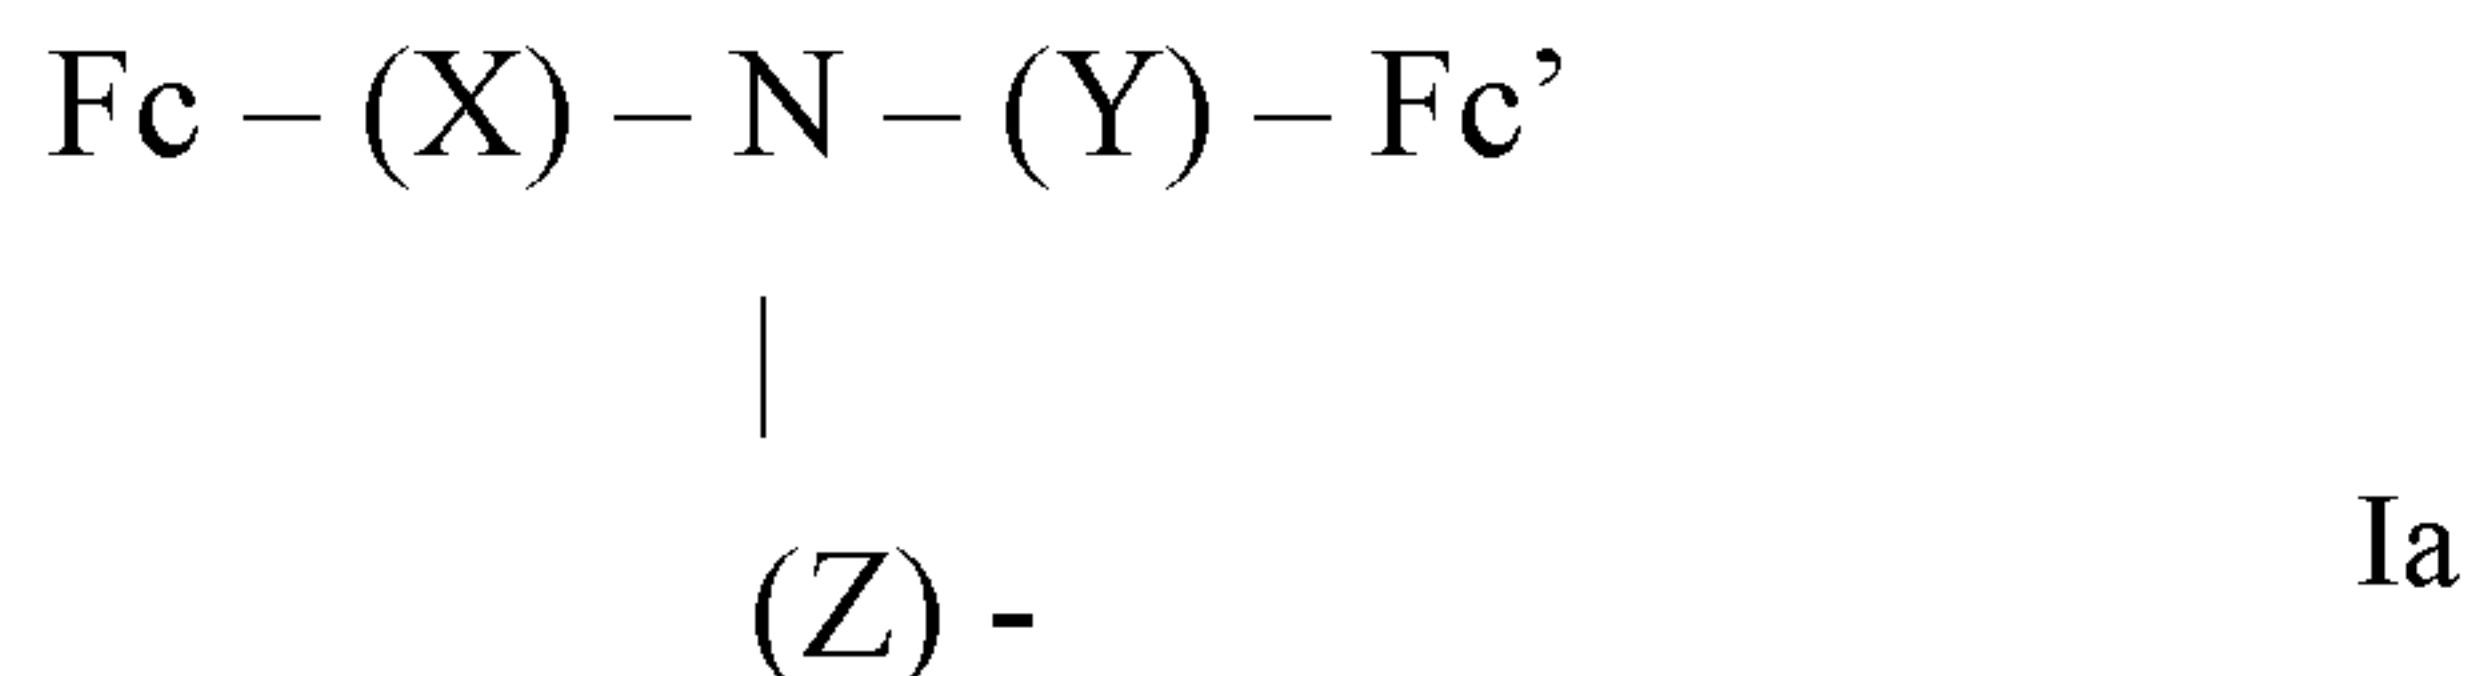 Fc – (X) – N – (Y) – Fc’
|
Ia
(Z) -